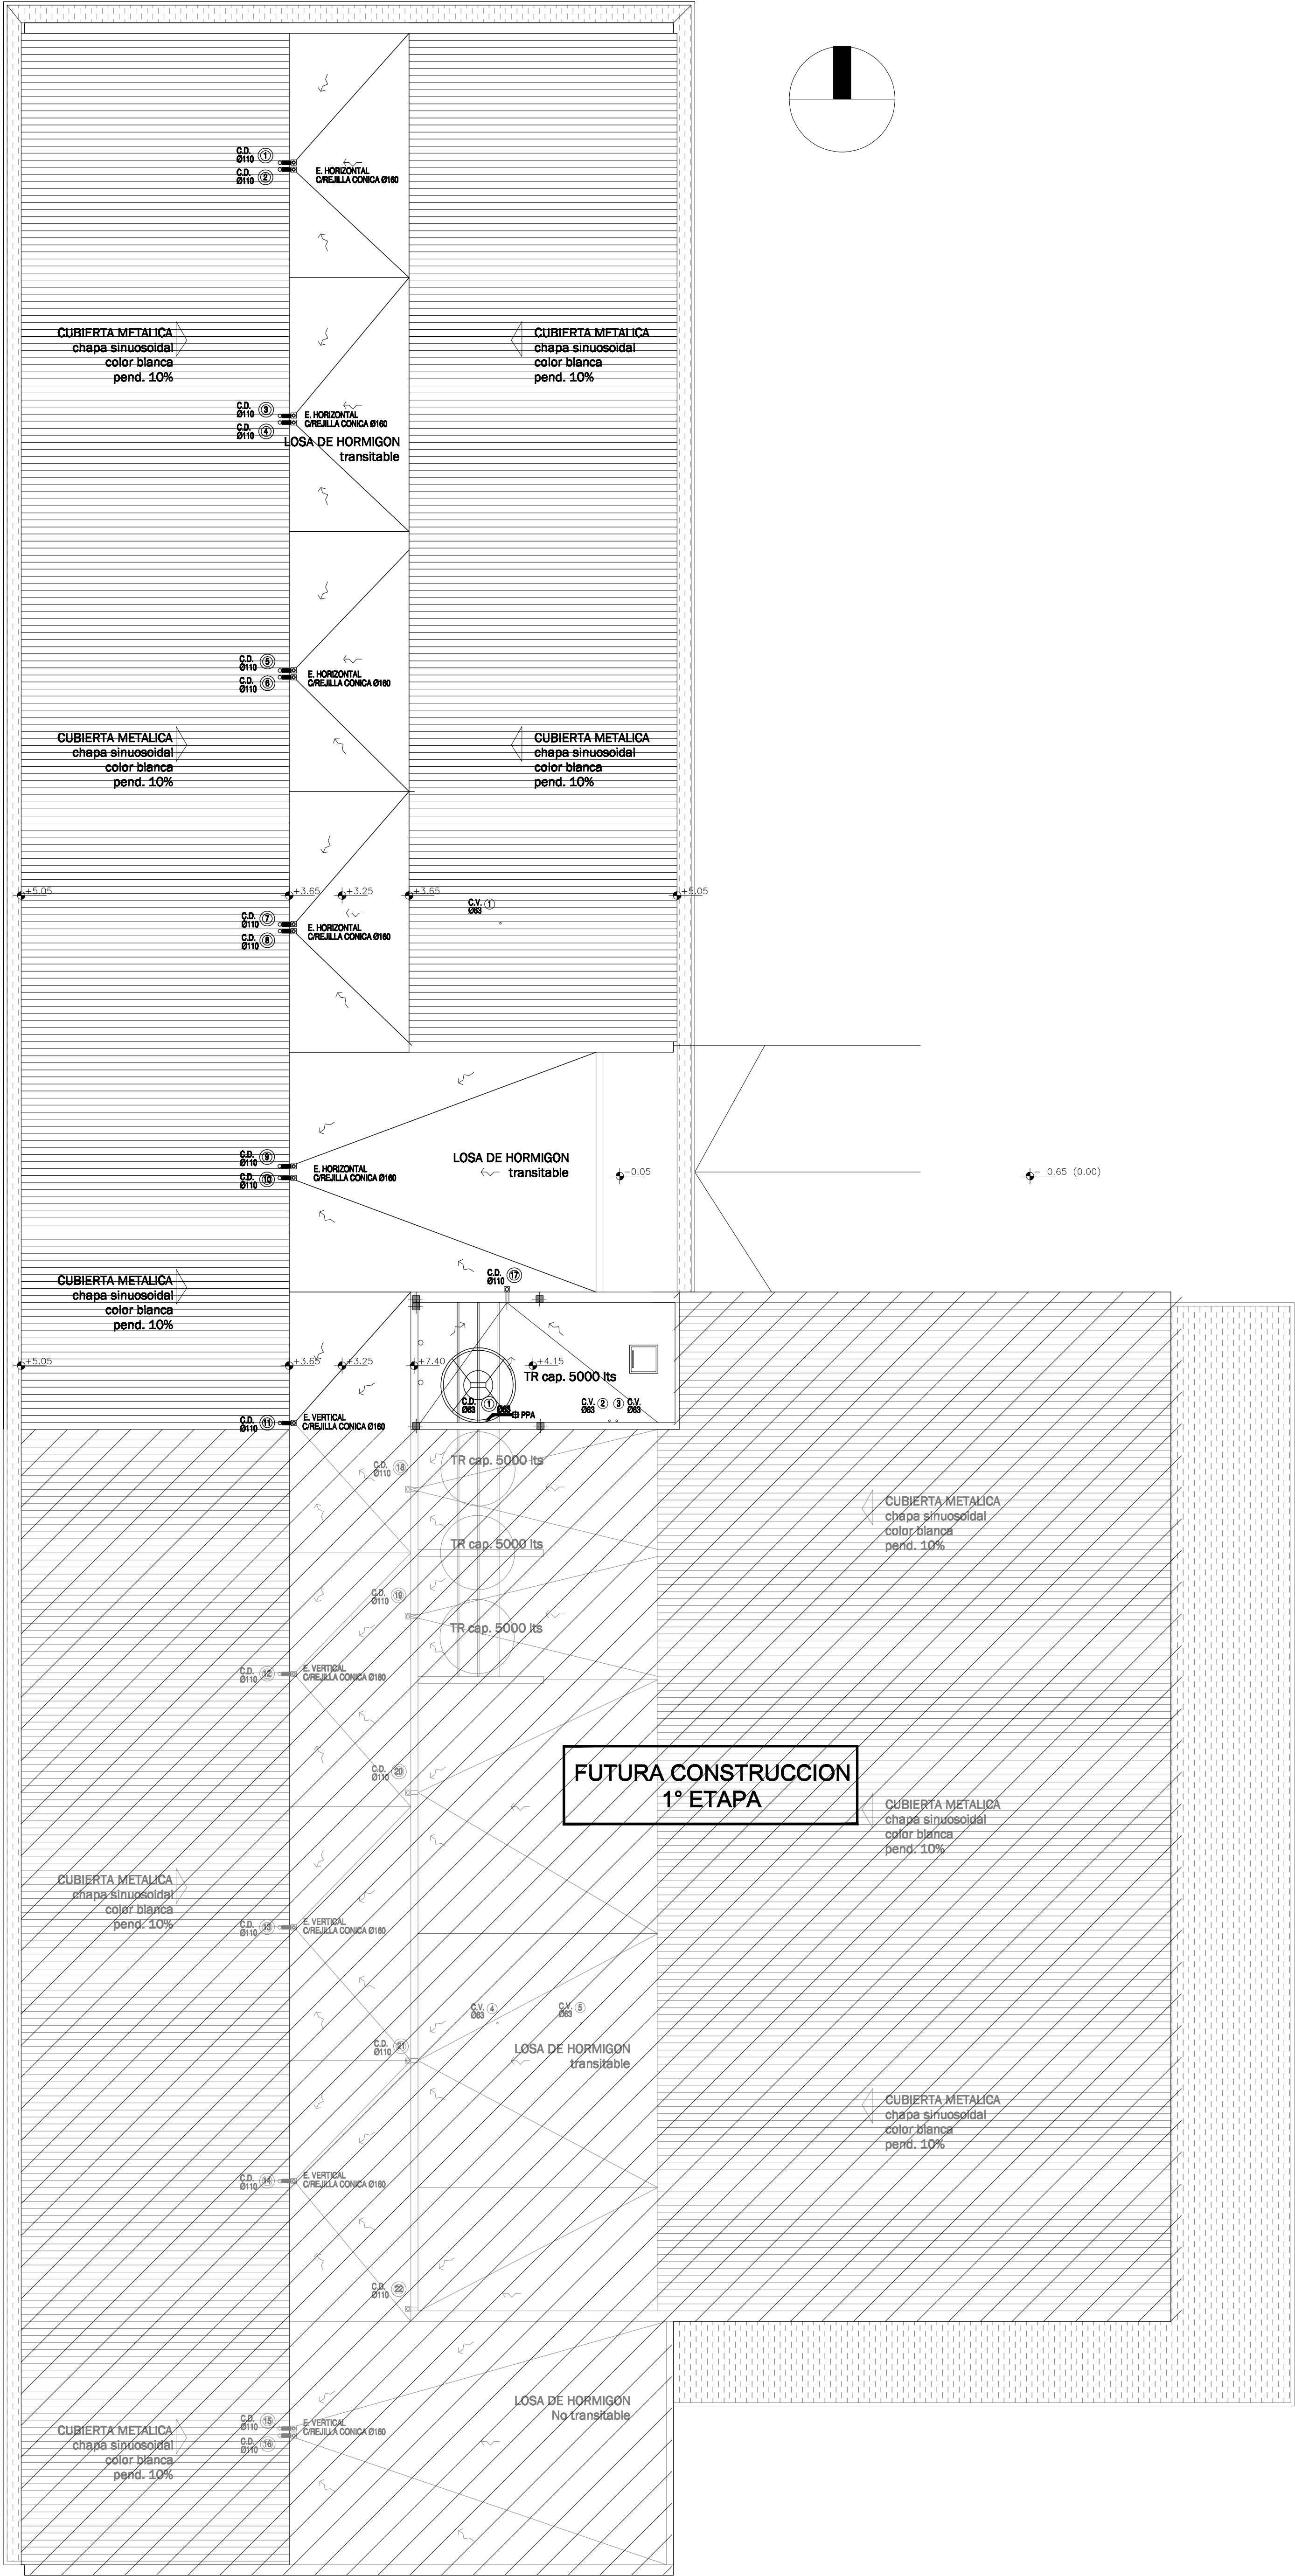 C.D.
Ø110
1
C.D.
Ø110
2
E. HORIZONTAL
C/REJILLA CONICA Ø160
CUBIERTA METALICA
chapa sinuosoidal
color blanca
pend. 10%
CUBIERTA METALICA
chapa sinuosoidal
color blanca
pend. 10%
C.D.
Ø110
3
C.D.
Ø110
4
E. HORIZONTAL
C/REJILLA CONICA Ø160
LOSA DE HORMIGON
transitable
C.D.
Ø110
5
C.D.
Ø110
6
E. HORIZONTAL
C/REJILLA CONICA Ø160
CUBIERTA METALICA
chapa sinuosoidal
color blanca
pend. 10%
CUBIERTA METALICA
chapa sinuosoidal
color blanca
pend. 10%
+5.05
+3.65
+3.25
+3.65
+5.05
C.V.
Ø63
1
C.D.
Ø110
7
C.D.
Ø110
8
E. HORIZONTAL
C/REJILLA CONICA Ø160
C.D.
Ø110
9
C.D.
Ø110
10
E. HORIZONTAL
C/REJILLA CONICA Ø160
LOSA DE HORMIGON
transitable
-0.05
- 0.65 (0.00)
CUBIERTA METALICA
chapa sinuosoidal
color blanca
pend. 10%
C.D.
Ø110
17
+5.05
+3.65
+3.25
+7.40
+4.15
TR cap. 5000 lts
C.D.
Ø63
1
Ø63
PPA
C.V.
Ø63
2
3
C.V.
Ø63
C.D.
Ø110
11
E. VERTICAL
C/REJILLA CONICA Ø160
C.D.
Ø110
18
TR cap. 5000 lts
TR cap. 5000 lts
C.D.
Ø110
19
TR cap. 5000 lts
CUBIERTA METALICA
chapa sinuosoidal
color blanca
pend. 10%
C.D.
Ø110
12
E. VERTICAL
C/REJILLA CONICA Ø160
C.D.
Ø110
20
FUTURA CONSTRUCCION
1° ETAPA
CUBIERTA METALICA
chapa sinuosoidal
color blanca
pend. 10%
CUBIERTA METALICA
chapa sinuosoidal
color blanca
pend. 10%
C.D.
Ø110
13
E. VERTICAL
C/REJILLA CONICA Ø160
C.V.
Ø63
4
C.V.
Ø63
5
C.D.
Ø110
21
LOSA DE HORMIGON
transitable
CUBIERTA METALICA
chapa sinuosoidal
color blanca
pend. 10%
C.D.
Ø110
14
E. VERTICAL
C/REJILLA CONICA Ø160
C.D.
Ø110
22
LOSA DE HORMIGON
No transitable
CUBIERTA METALICA
chapa sinuosoidal
color blanca
pend. 10%
C.D.
Ø110
15
C.D.
Ø110
16
E. VERTICAL
C/REJILLA CONICA Ø160